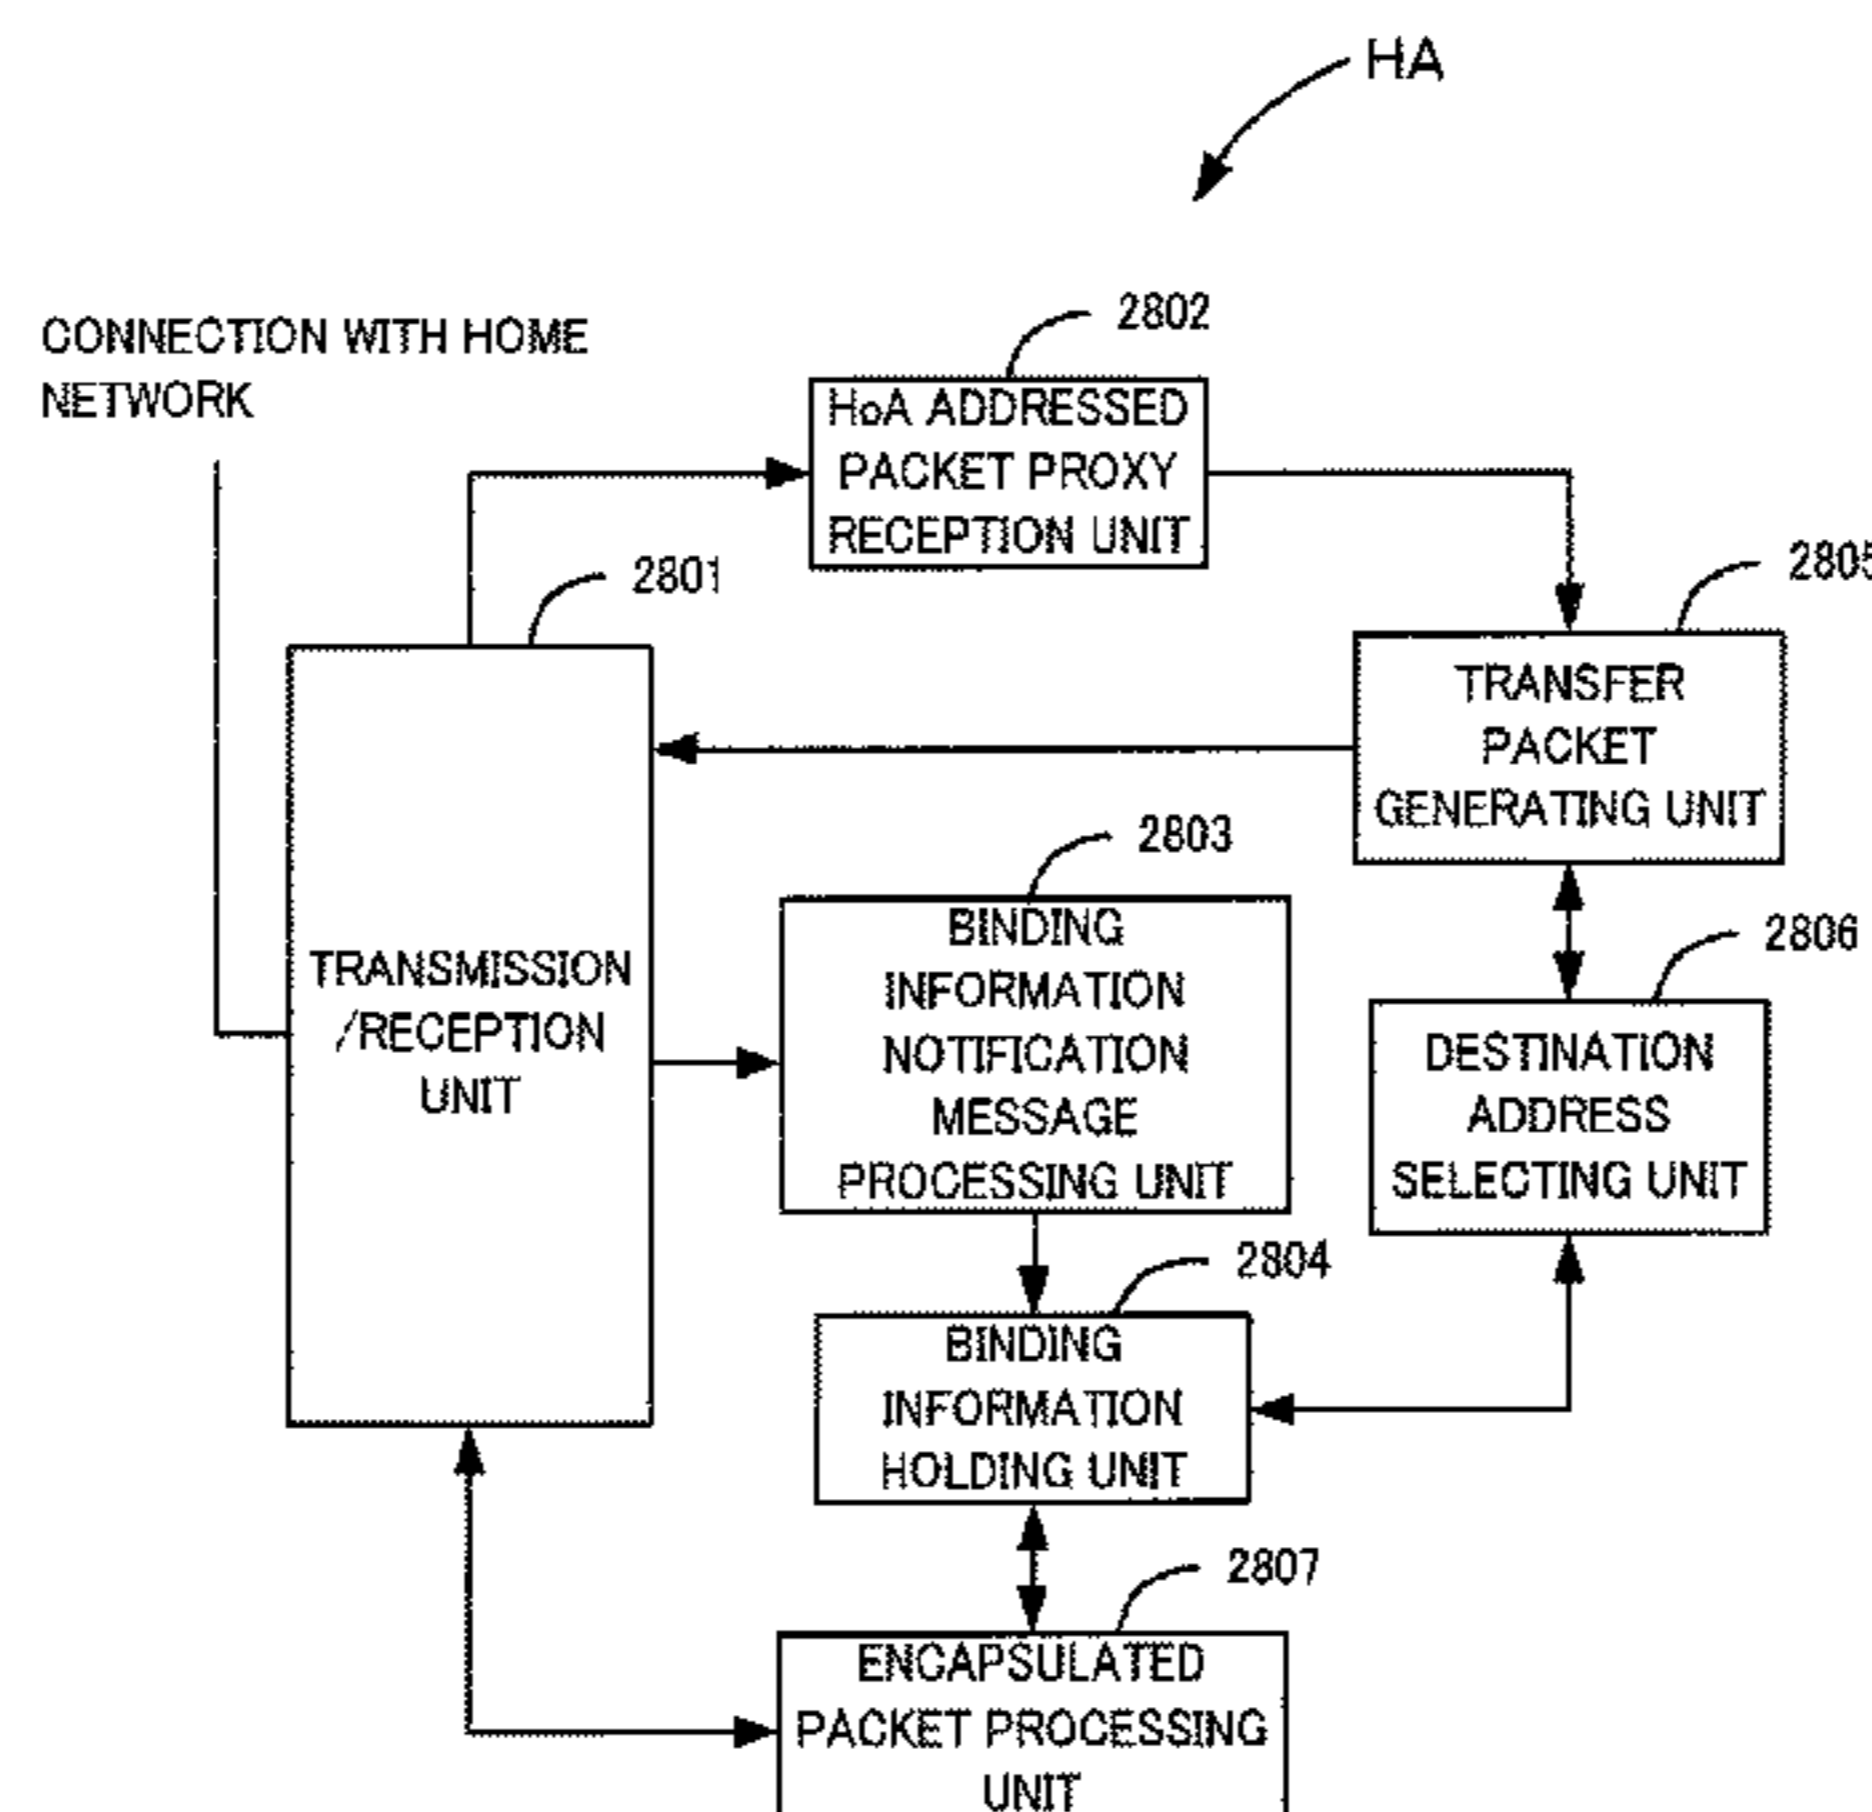 HA
CONNECTION WITH HOME
NETWORK
2802
HoA ADDRESSED
PACKET PROXY
RECEPTION UNIT
2801
2805
TRANSMISSION
/RECEPTION
UNIT
TRANSFER
PACKET
GENERATING UNIT
2803
BINDING
INFORMATION
NOTIFICATION
MESSAGE
PROCESSING UNIT
2806
DESTINATION
ADDRESS
SELECTING UNIT
2804
BINDING
INFORMATION
HOLDING UNIT
2807
ENCAPSULATED
PACKET PROCESSING
UNIT